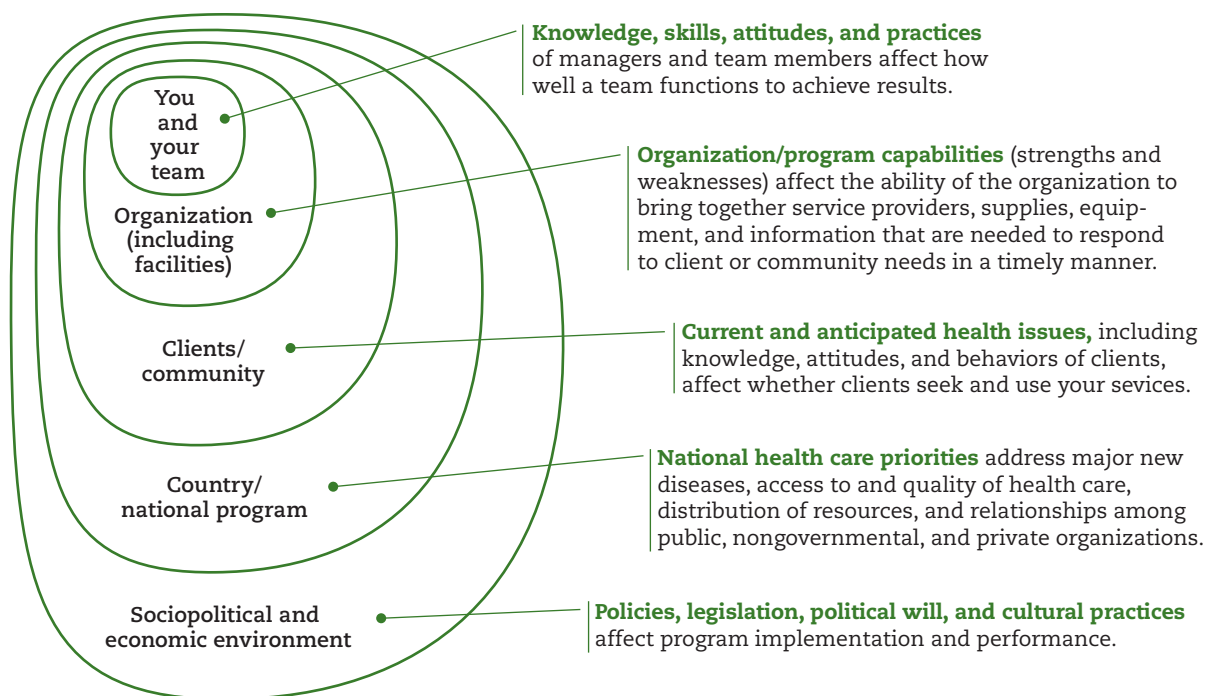 Knowledge, skills, attitudes, and practices
of managers and team members affect how
well a team functions to achieve results.
You
and
your
team
Organization/program capabilities (strengths and
weaknesses) affect the ability of the organization to
bring together service providers, supplies, equip-
ment, and information that are needed to respond
to client or community needs in a timely manner.
Organization
(including
facilities)
Current and anticipated health issues, including
knowledge, attitudes, and behaviors of clients,
affect whether clients seek and use your sevices.
Clients/
community
National health care priorities address major new
diseases, access to and quality of health care,
distribution of resources, and relationships among
public, nongovernmental, and private organizations.
Country/
national program
Policies, legislation, political will, and cultural practices
affect program implementation and performance.
Sociopolitical and
economic environment